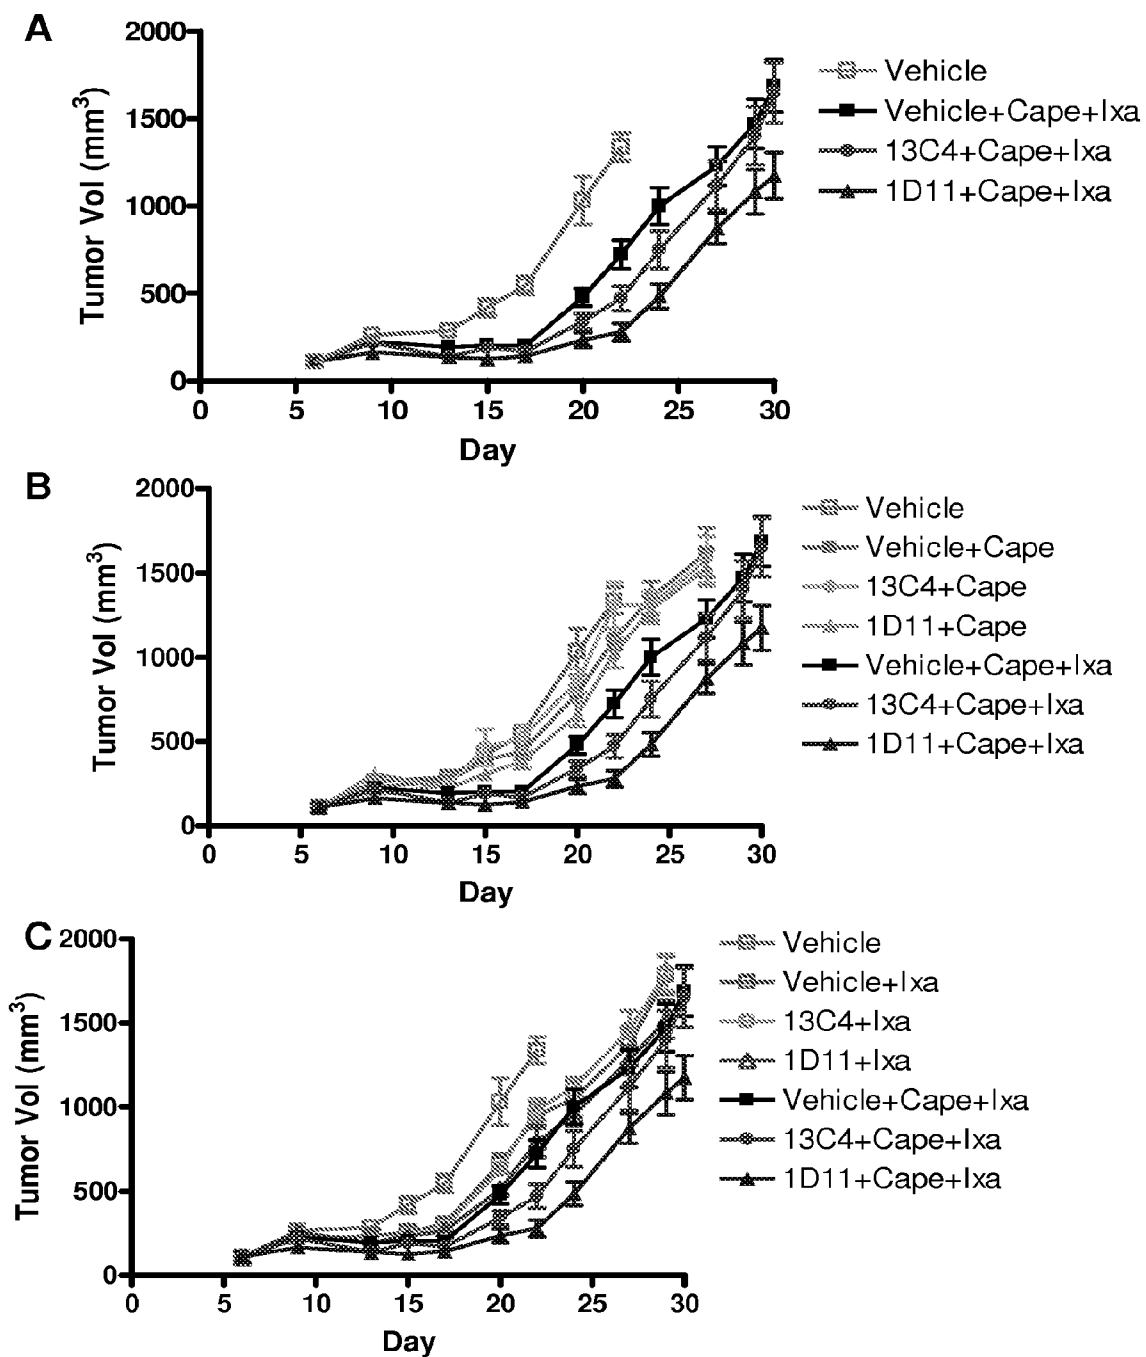 A
2000
1500
1000
500
0
Tumor Vol (mm3)
0 5 10 15 20 25 30
Day
Vehicle
Vehicle+Cape+Ixa
13C4+Cape+Ixa
1D11+Cape+Ixa
B
2000
1500
1000
500
0
Tumor Vol (mm3)
0 5 10 15 20 25 30
Day
Vehicle
Vehicle+Cape
13C4+Cape
1D11+Cape
Vehicle+Cape+Ixa
13C4+Cape+Ixa
1D11+Cape+Ixa
C
2000
1500
1000
500
0
Tumor Vol (mm3)
0 5 10 15 20 25 30
Day
Vehicle
Vehicle+Ixa
13C4+Ixa
1D11+Ixa
Vehicle+Cape+Ixa
13C4+Cape+Ixa
1D11+Cape+Ixa